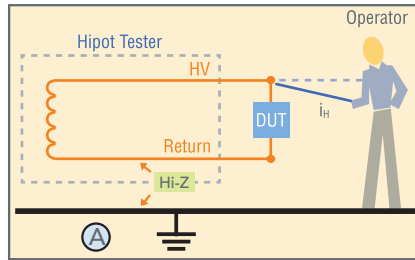 Operator
Hipot Tester
HV
iH
DUT
Return
Hi-Z
A